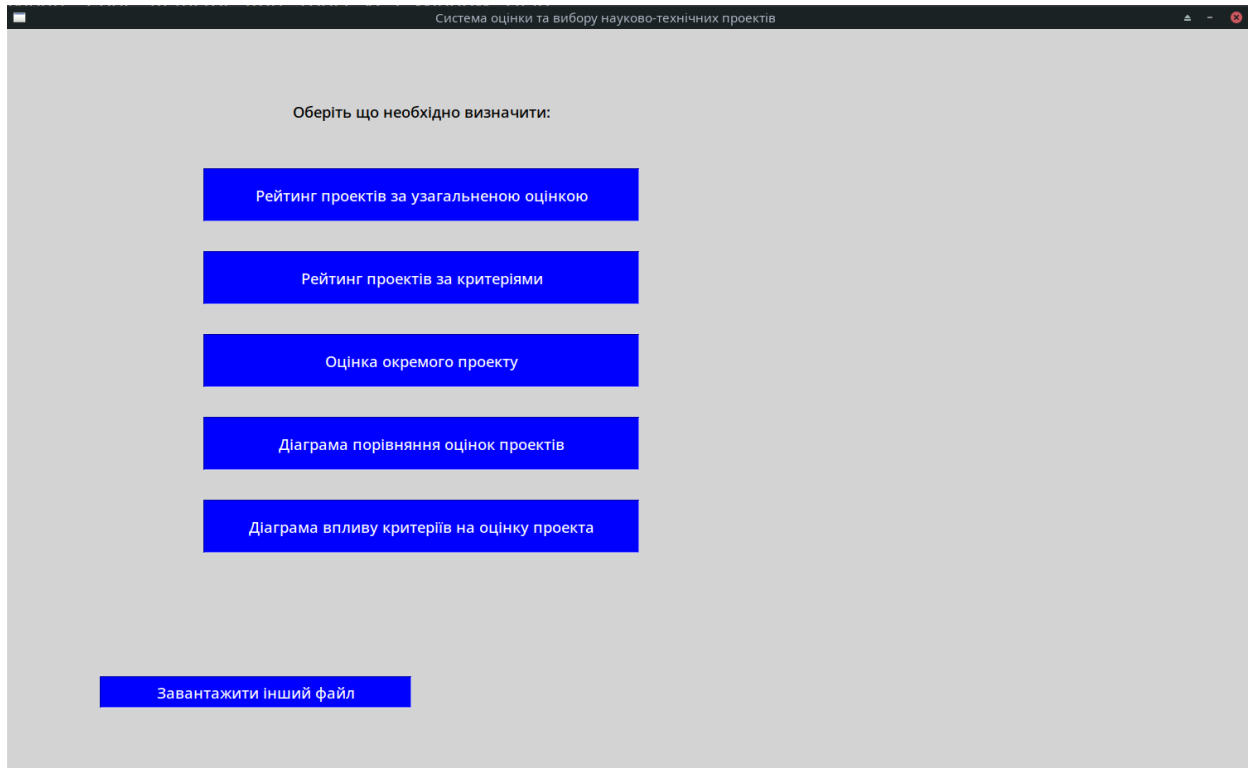 Система оцінки та вибору науково-технічних проектів
Оберіть що необхідно визначити:
Рейтинг проектів за узагальненою оцінкою
Рейтинг проектів за критеріями
Оцінка окремого проекту
Діаграма порівняння оцінок проектів
Діаграма впливу критеріїв на оцінку проекта
Завантажити інший файл